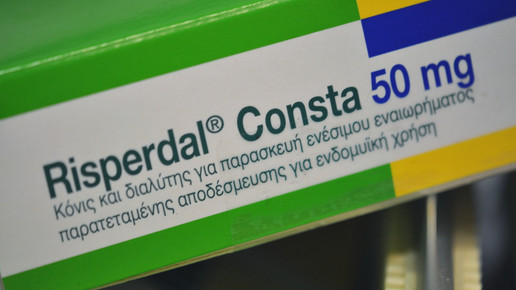 Risperdal® Consta 50 mg
Κόνις και διαλύτης για παρασκευή ενέσιμου εναιωρήματος
παρατεταμένης αποδέσμευσης για ενδομυϊκή χρήση